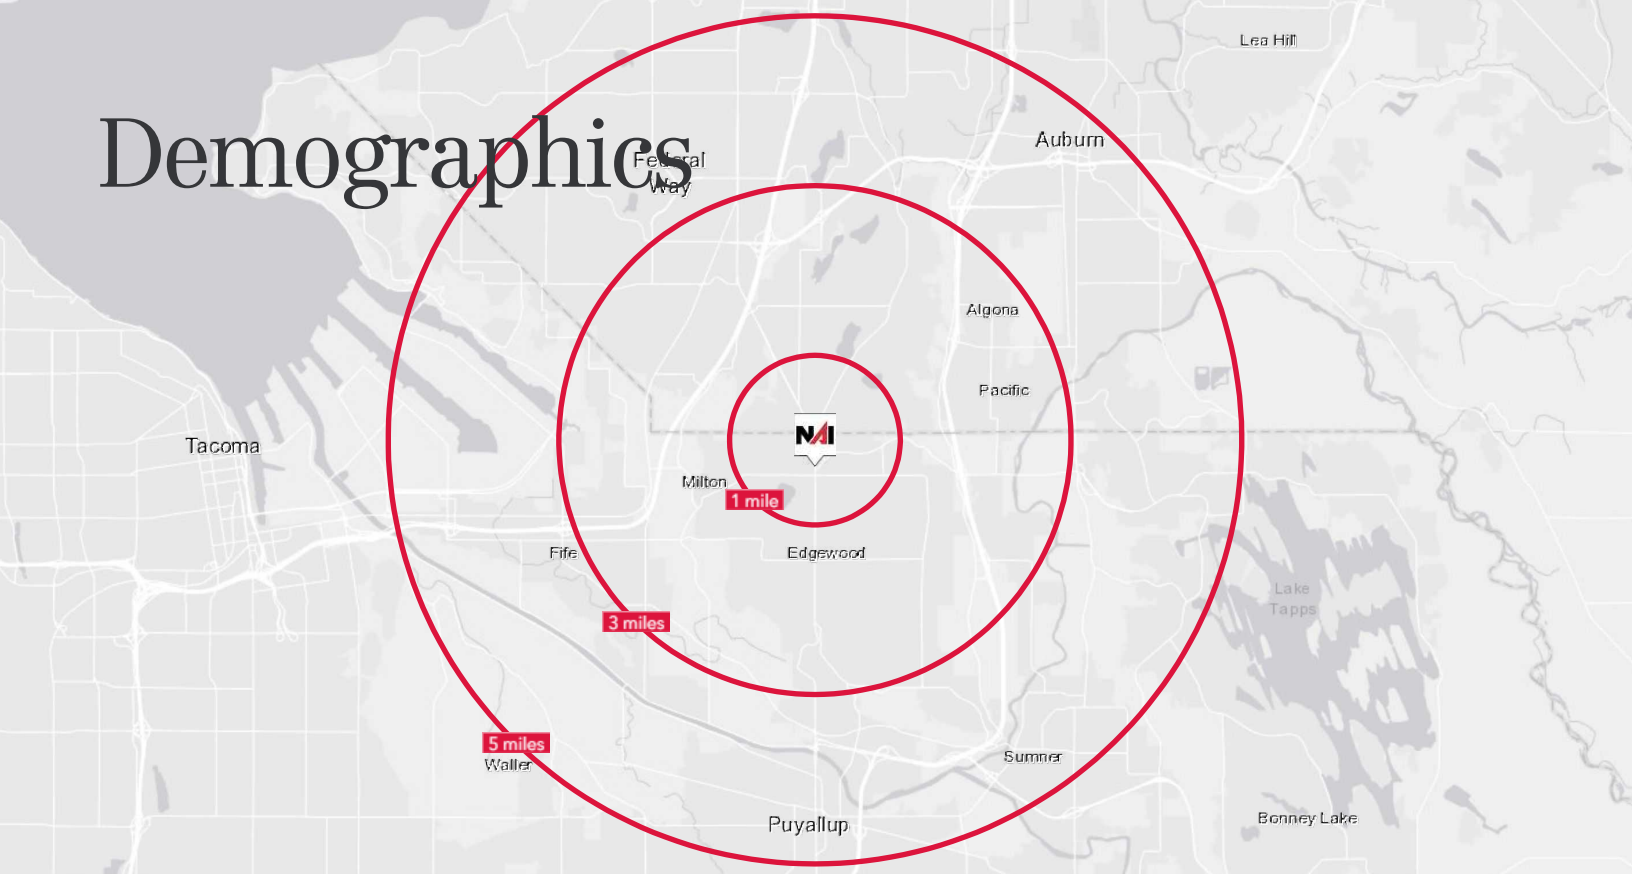 Lea Hill
Demographics
Auburn
Federal
Way
Algona
Pacific
NAI
Tacoma
Milton
1 mile
Fife
Edgewood
Lake
Tapps
3 miles
5 miles
Waller
Sumner
Puyallup
Bonney Lake